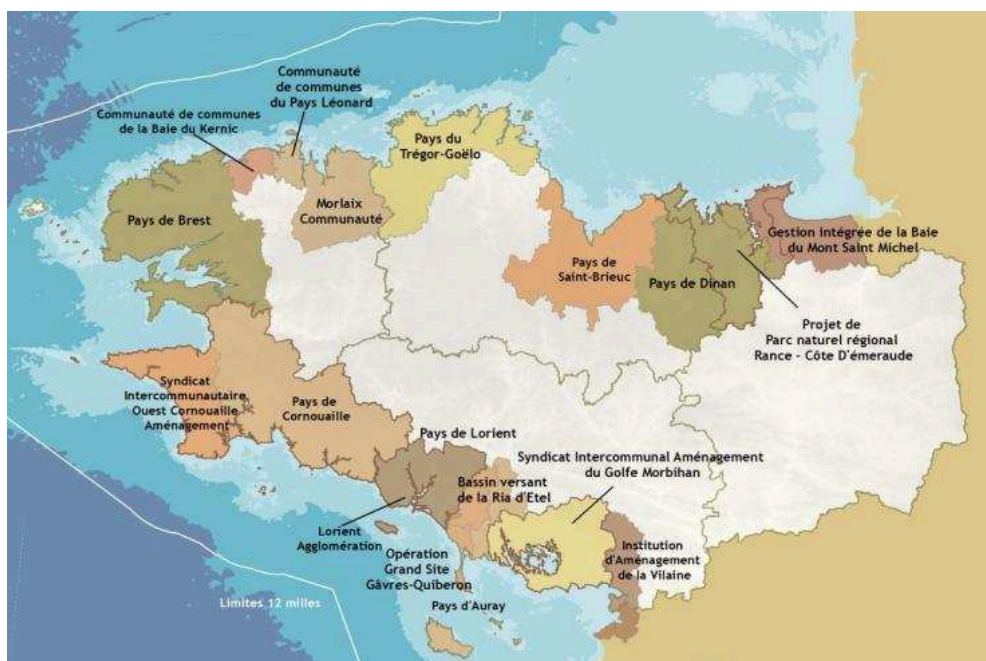 Communauté
de communes
du Pays Léonard
Communauté de communes
de la Baie du Kernic
Pays du
Trégor-Goëlo
Morlaix
Communauté
Pays de Brest
Gestion intégrée de la Baie
du Mont Saint Michel
Pays de
Saint-Brieuc
Pays de Dinan
Projet de
Parc naturel régional
Rance - Côte D'émeraude
Syndicat
Intercommunautaire
Ouest Cornouaille
Aménagement
Pays de
Cornouaille
Pays de Lorient
Syndicat Intercommunal Aménagement
du Golfe Morbihan
Bassin versant
de la Ria d'Etel
Lorient
Agglomération
Opération
Grand Site
Gâvres-Quiberon
Institution
d'Aménagement
de la Vilaine
Pays d'Auray
Limites 12 milles